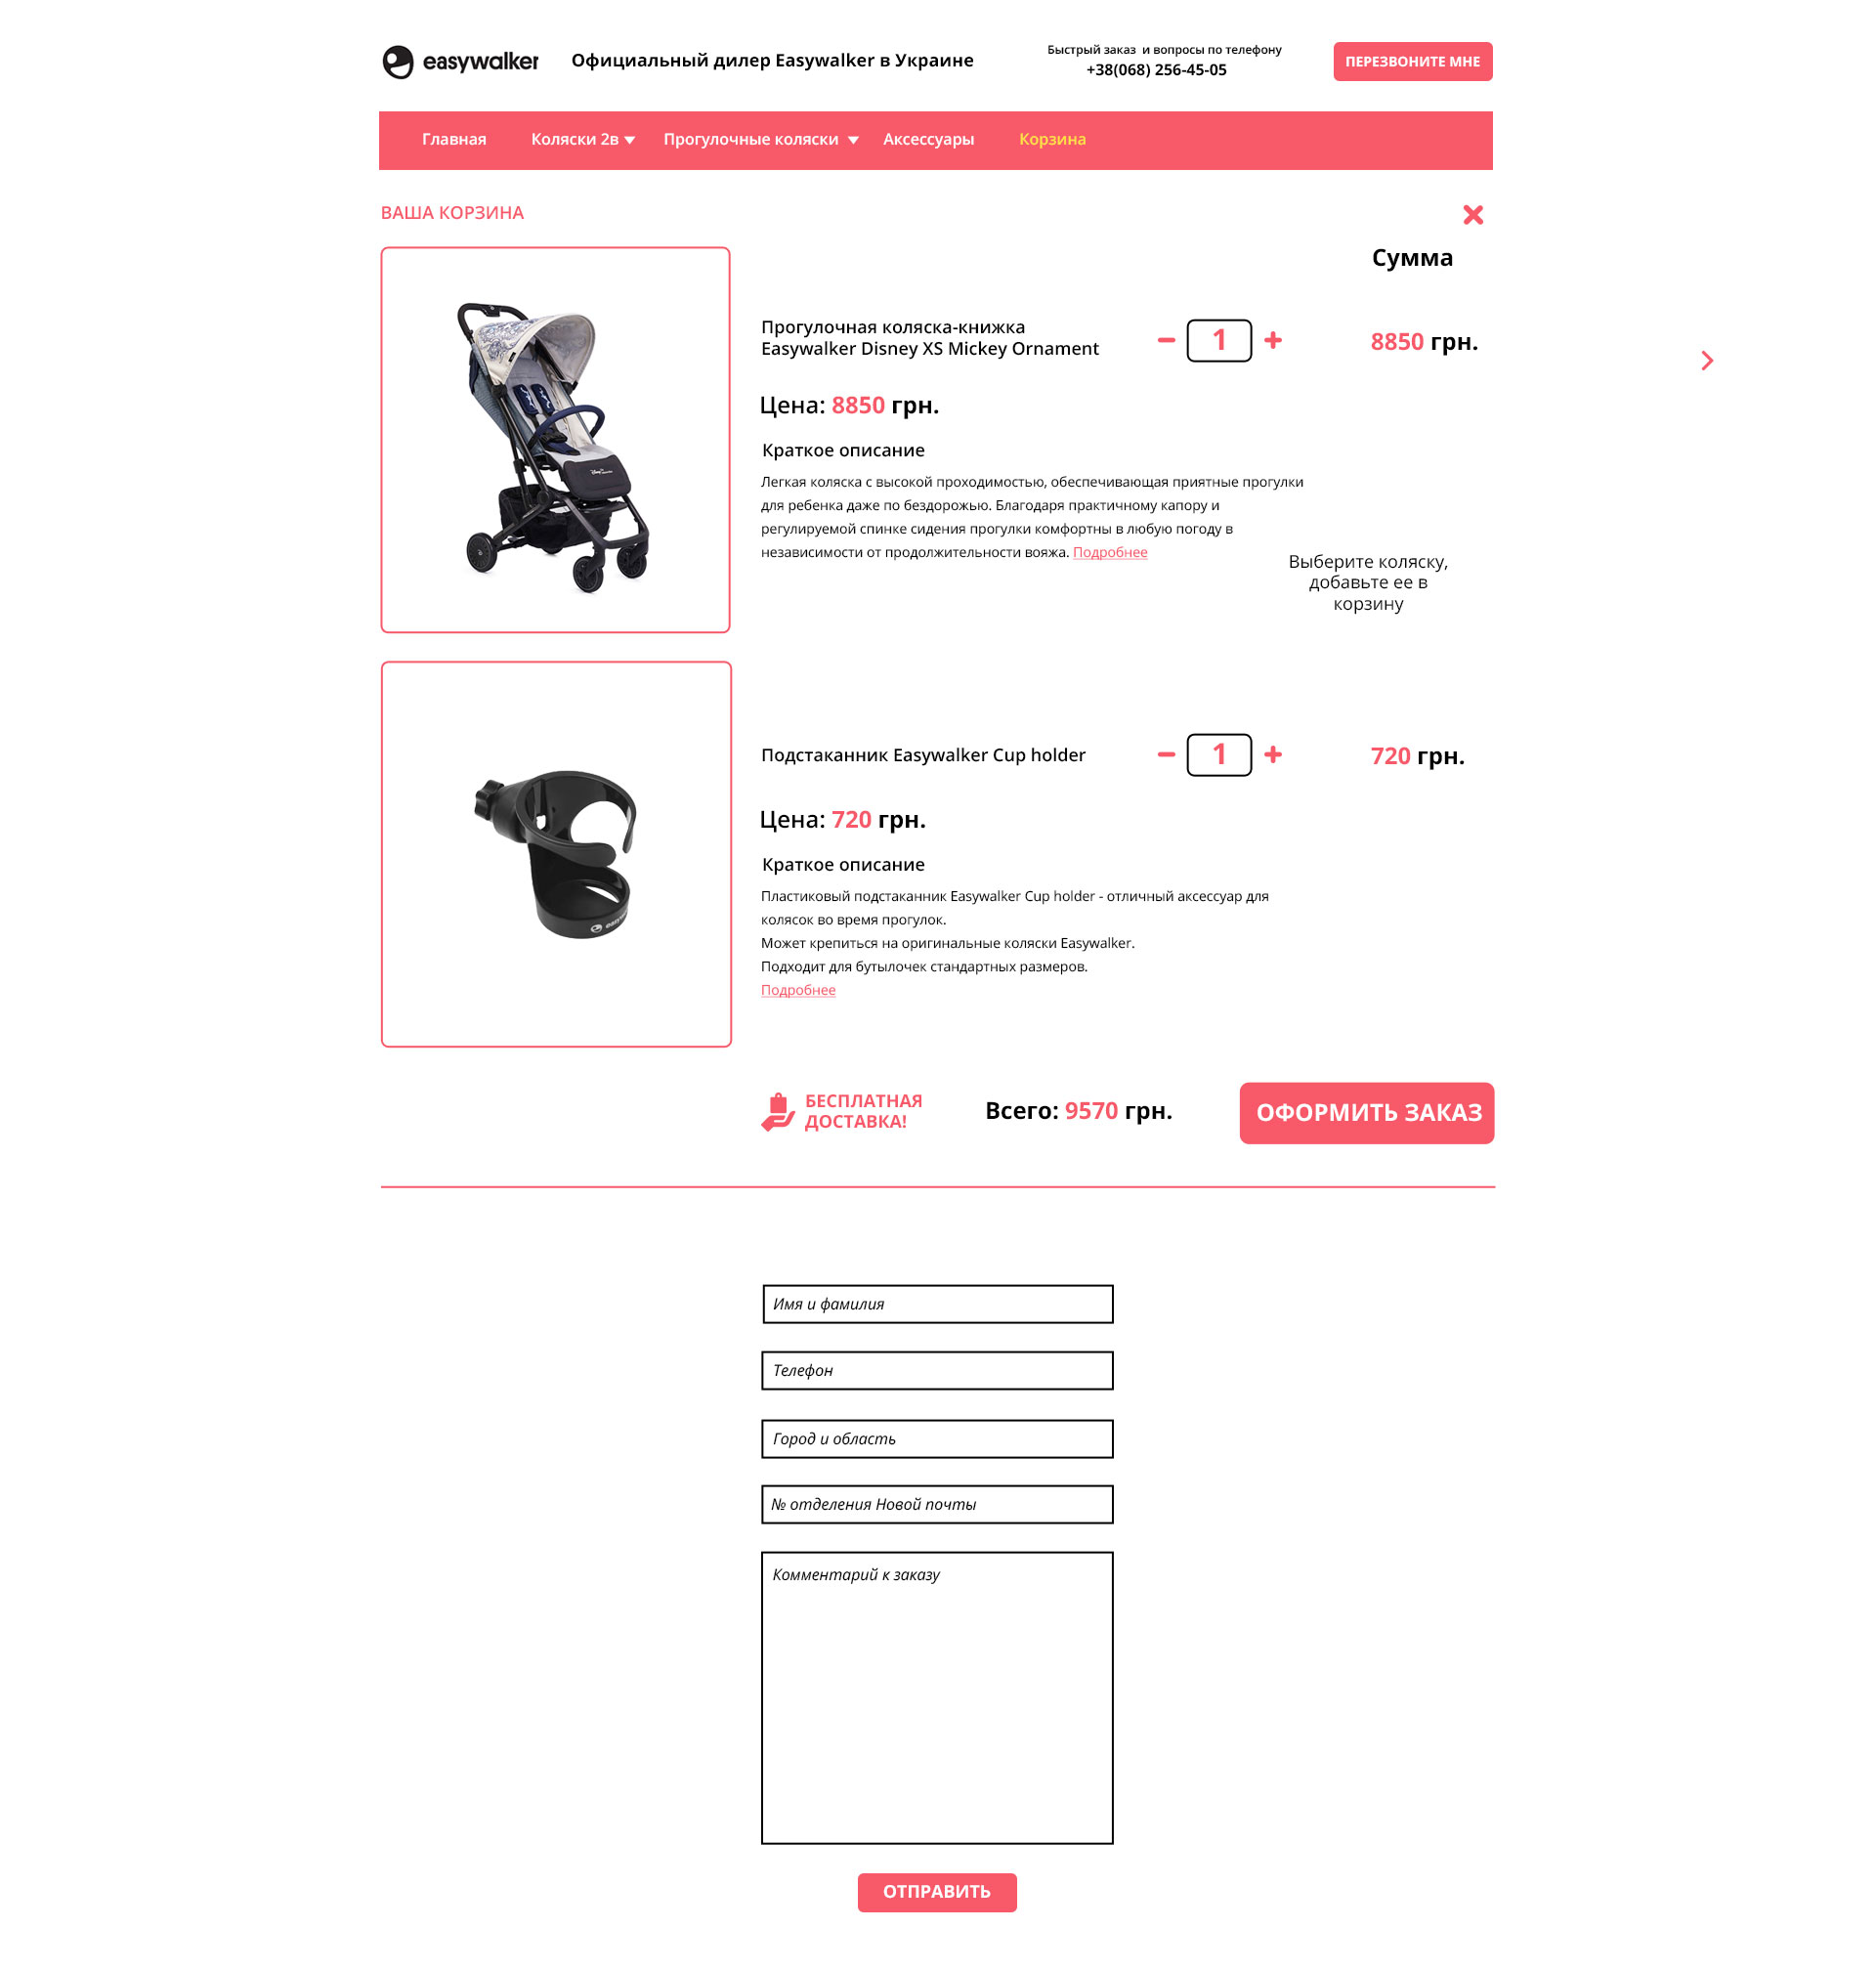 easywalker
Официальный дилер Easywalker в Украине
Быстрый заказ и вопросы по телефону
+38(068) 256-45-05
ПЕРЕЗВОНИТЕ МНЕ
Главная Коляски 2в Прогулочные коляски Аксессуары Корзина
ВАША КОРЗИНА
Сумма
Прогулочная коляска-книжка
Easywalker Disney XS Mickey Ornament
1
8850 грн.
Цена: 8850 грн.
Краткое описание
Легкая коляска с высокой проходимостью, обеспечивающая приятные прогулки
для ребенка даже по бездорожью. Благодаря практичному капору и
регулируемой спинке сидения прогулки комфортны в любую погоду в
независимости от продолжительности вояжа. Подробнее
Выберите коляску,
добавьте ее в
корзину
Подстаканник Easywalker Cup holder
1
720 грн.
Цена: 720 грн.
Краткое описание
Пластиковый подстаканник Easywalker Cup holder - отличный аксессуар для
колясок во время прогулок.
Может крепиться на оригинальные коляски Easywalker.
Подходит для бутылочек стандартных размеров.
Подробнее
БЕСПЛАТНАЯ
ДОСТАВКА!
Всего: 9570 грн.
ОФОРМИТЬ ЗАКАЗ
Имя и фамилия
Телефон
Город и область
№ отделения Новой почты
Комментарий к заказу
ОТПРАВИТЬ